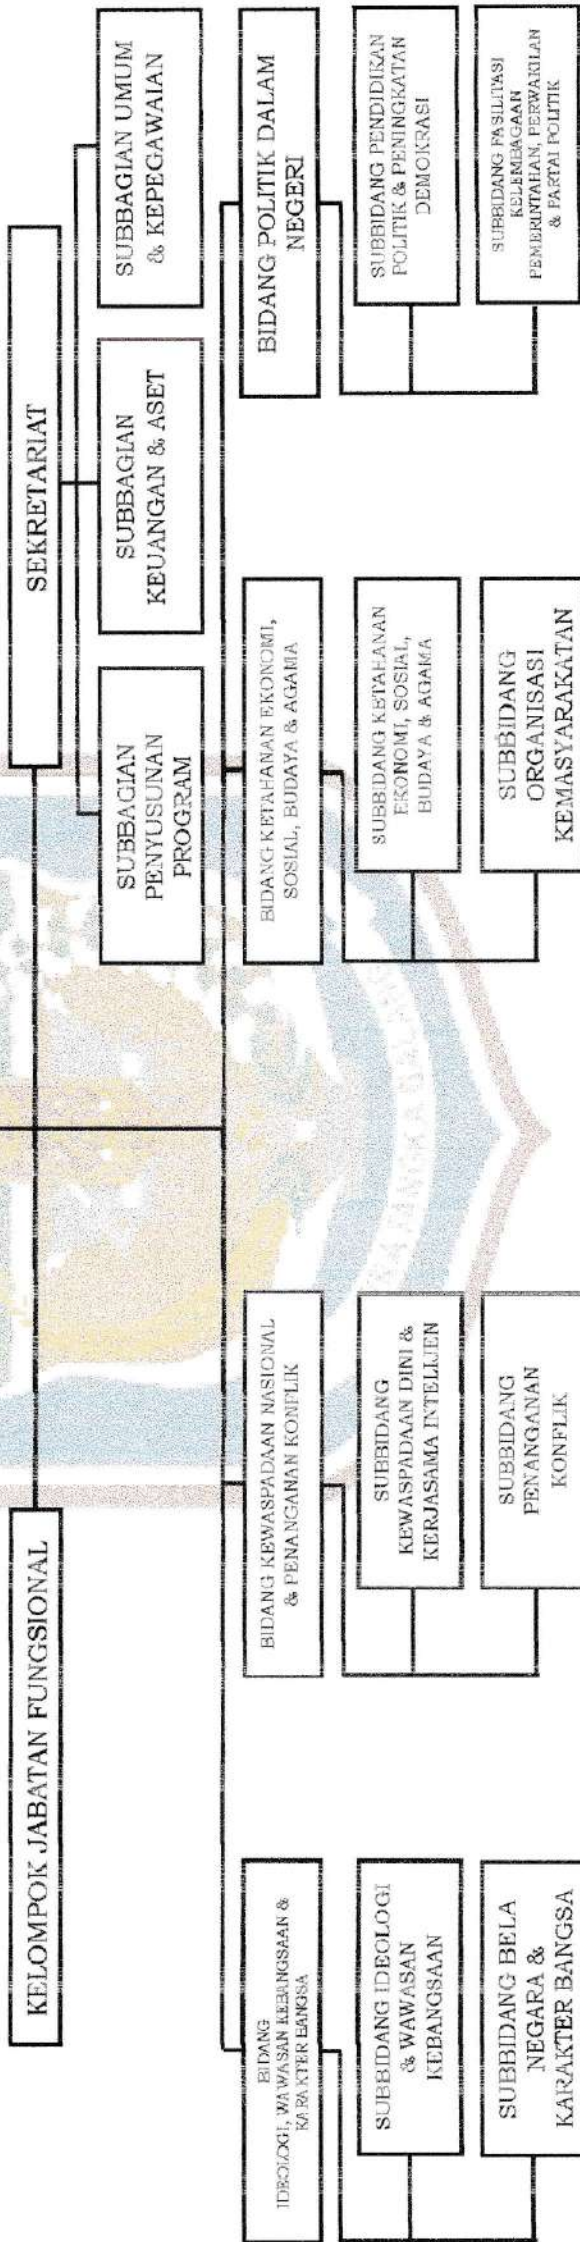 KELOMPOK JABATAN FUNGSIONAL
SEKRETARIAT
SUBBAGIAN
PENYUSUNAN
PROGRAM
SUBBAGIAN
KEUANGAN & ASET
SUBBAGIAN UMUM
& KEPEGAWAIAN
BIDANG
IDEOLOGI, WAWASAN KEBANGSAAN &
KARAKTER BANGSA
SUBBIDANG IDEOLOGI
& WAWASAN
KEBANGSAAN
SUBBIDANG BELA
NEGARA &
KARAKTER BANGSA
BIDANG KEWASPADAAN NASIONAL
& PENANGANAN KONFLIK
SUBBIDANG
KEWASPADAAN DINI &
KERJASAMA INTELIJEN
SUBBIDANG
PENANGANAN
KONFLIK
BIDANG KETAHANAN EKONOMI,
SOSIAL, BUDAYA & AGAMA
SUBBIDANG KETAHANAN
EKONOMI, SOSIAL,
BUDAYA & AGAMA
SUBBIDANG
ORGANISASI
KEMASYARAKATAN
BIDANG POLITIK DALAM
NEGERI
SUBBIDANG PENDIDIKAN
POLITIK & PENINGKATAN
DEMOKRASI
SUBBIDANG FASILITASI
KELEMBAGAAN
PEMERINTAHAN, PERWAKILAN
& PARTAI POLITIK